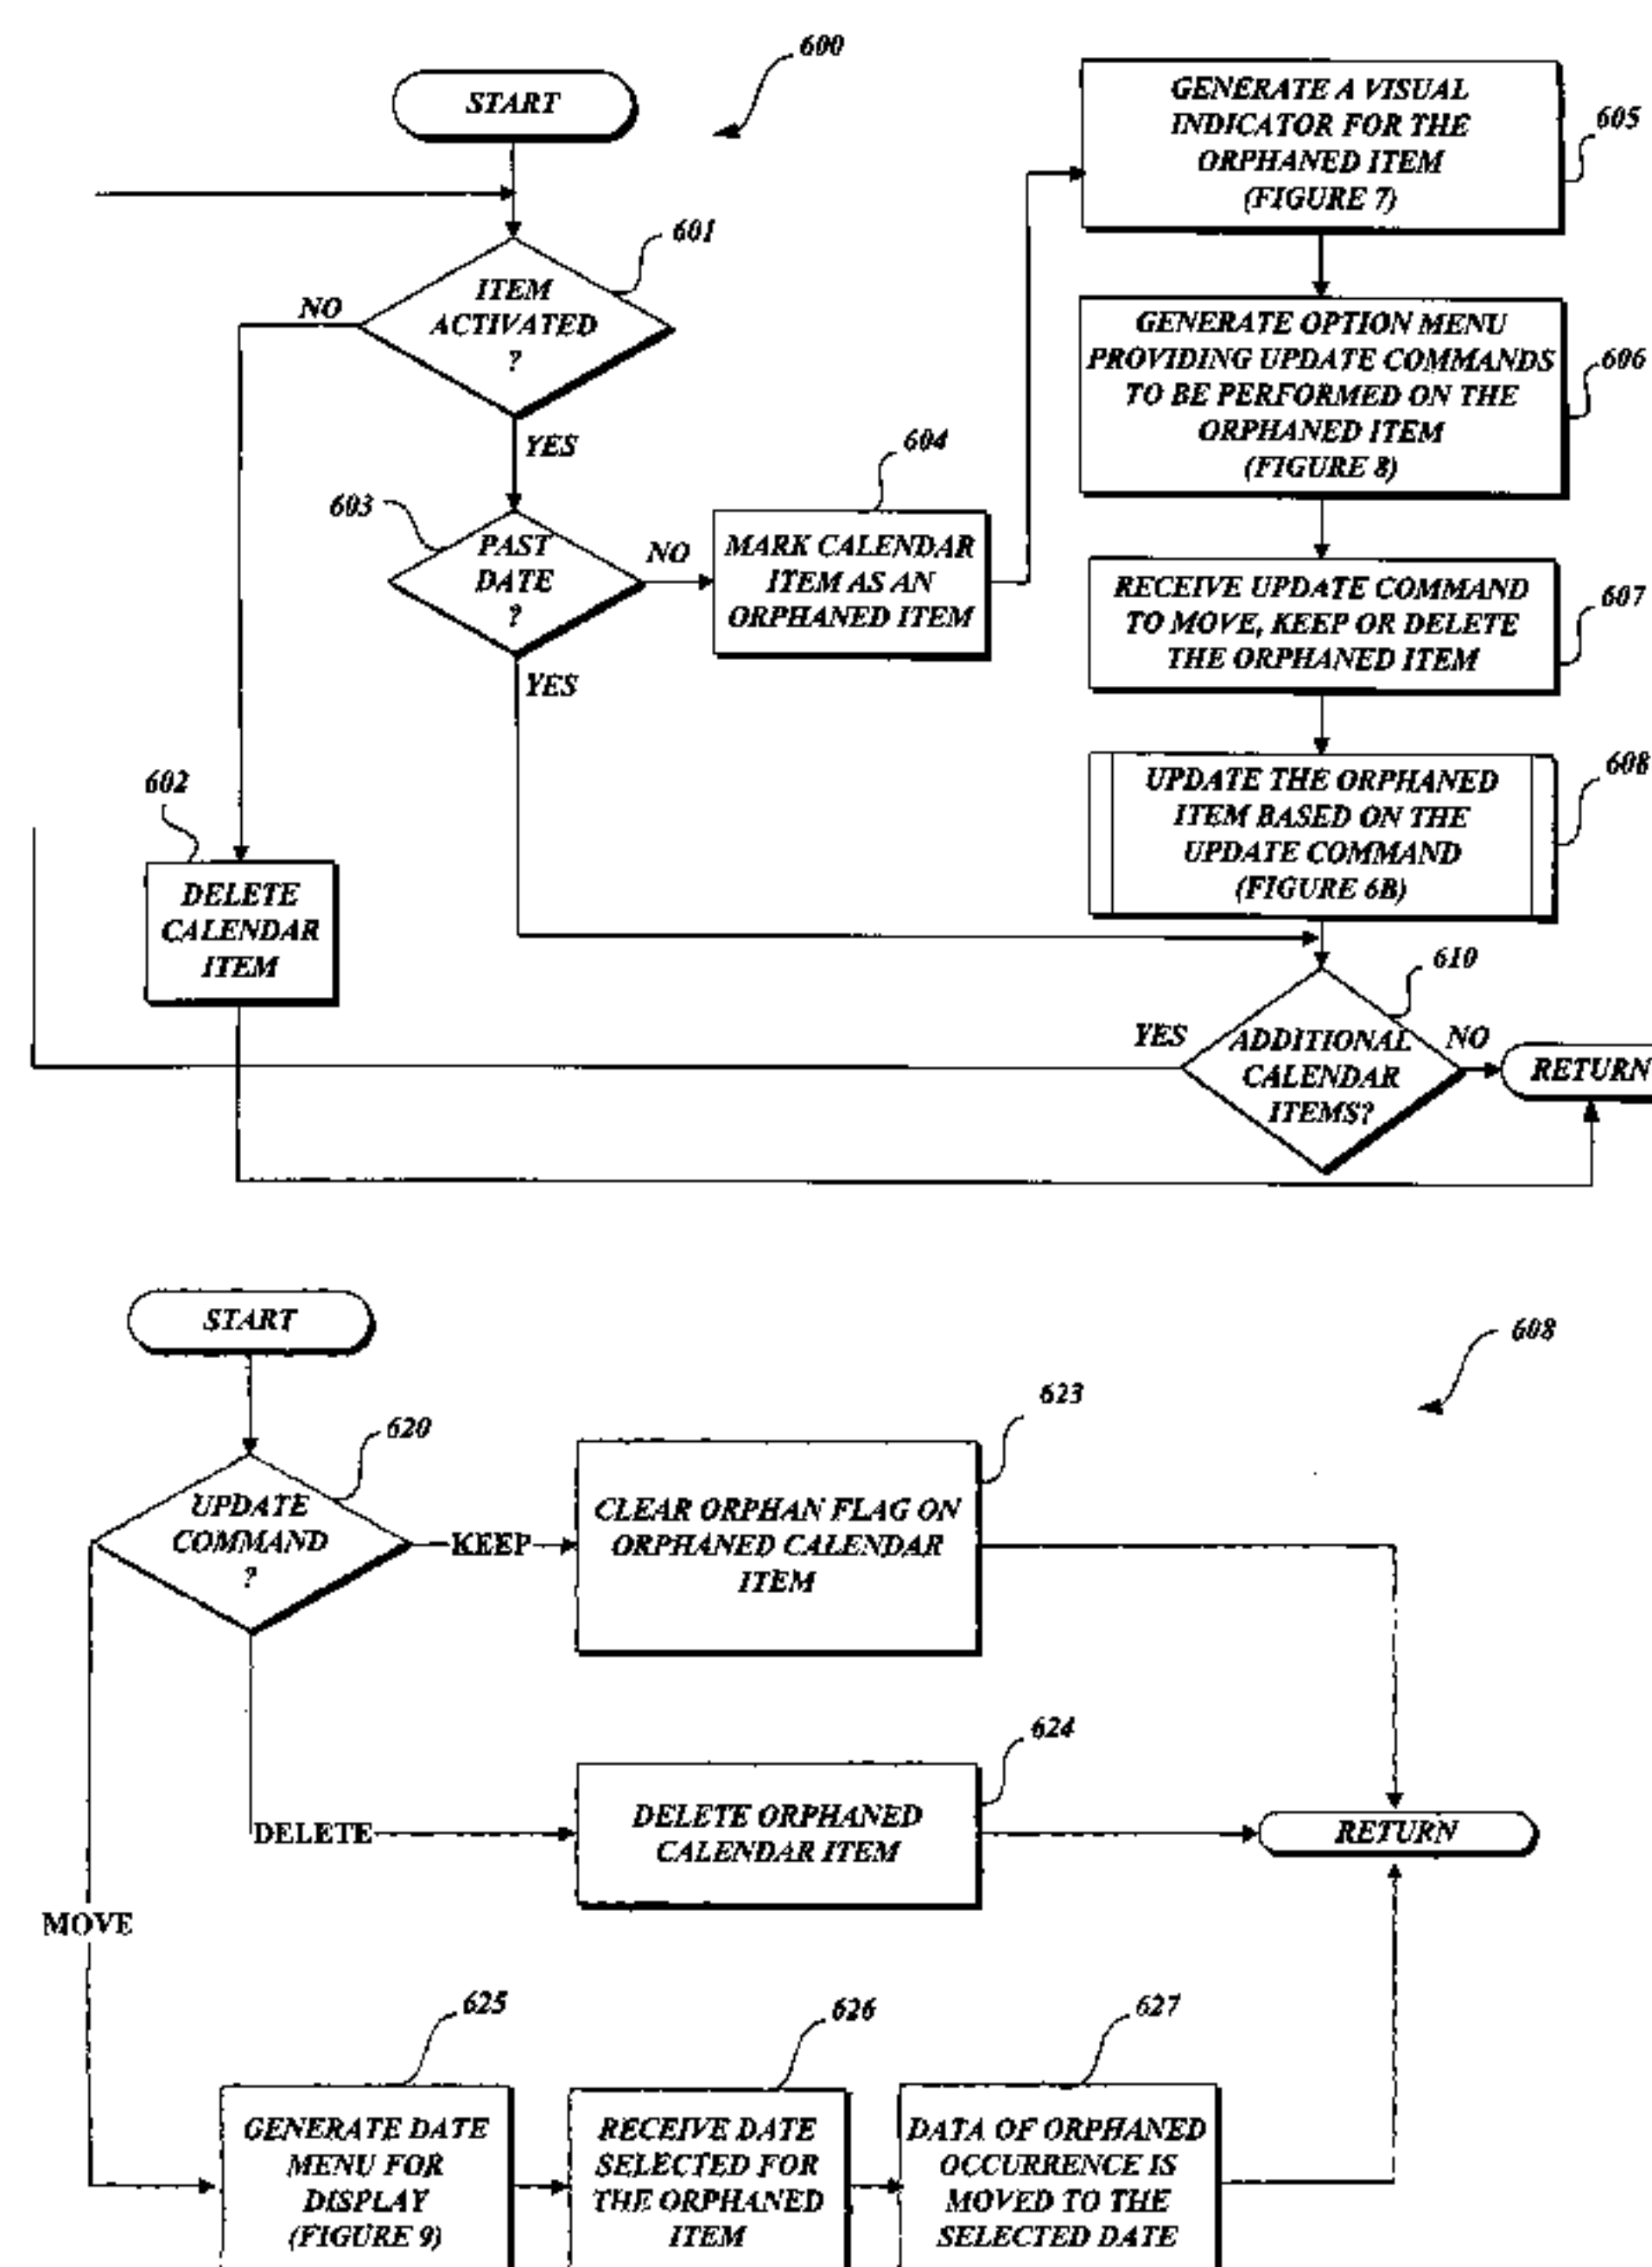 600
START
601
ITEM
ACTIVATED
?
NO
YES
603
PAST
DATE
?
NO
YES
604
MARK CALENDAR
ITEM AS AN
ORPHANED ITEM
602
DELETE
CALENDAR
ITEM
GENERATE A VISUAL
INDICATOR FOR THE
ORPHANED ITEM
(FIGURE 7)
605
GENERATE OPTION MENU
PROVIDING UPDATE COMMANDS
TO BE PERFORMED ON THE
ORPHANED ITEM
(FIGURE 8)
606
RECEIVE UPDATE COMMAND
TO MOVE, KEEP OR DELETE
THE ORPHANED ITEM
607
UPDATE THE ORPHANED
ITEM BASED ON THE
UPDATE COMMAND
(FIGURE 6B)
608
610
YES
ADDITIONAL
CALENDAR
ITEMS?
NO
RETURN
START
608
620
UPDATE
COMMAND
?
KEEP
623
CLEAR ORPHAN FLAG ON
ORPHANED CALENDAR
ITEM
624
DELETE
DELETE ORPHANED
CALENDAR ITEM
RETURN
MOVE
625
GENERATE DATE
MENU FOR
DISPLAY
(FIGURE 9)
626
RECEIVE DATE
SELECTED FOR
THE ORPHANED
ITEM
627
DATA OF ORPHANED
OCCURRENCE IS
MOVED TO THE
SELECTED DATE